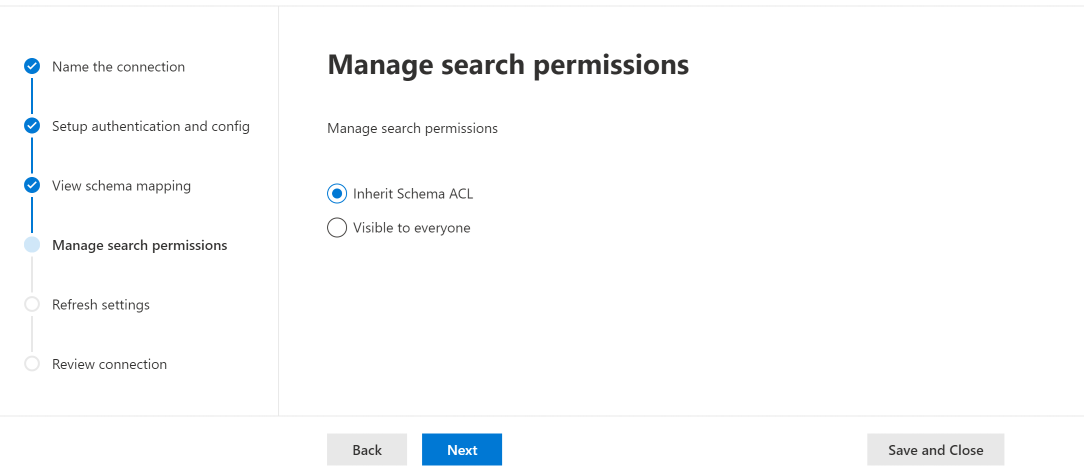 Name the connection
Setup authentication and config
View schema mapping
Manage search permissions
Refresh settings
Review connection
Manage search permissions
Manage search permissions
Inherit Schema ACL
Visible to everyone
Back
Next
Save and Close